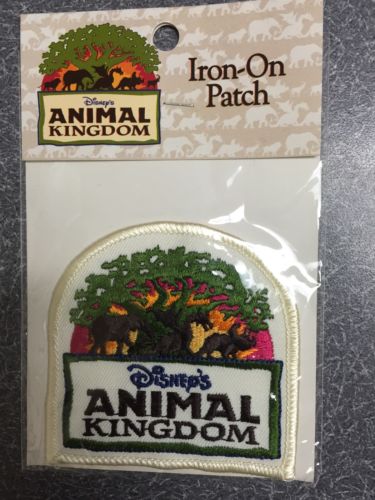 Disney's
ANIMAL
KINGDOM
Iron-On
Patch
Disney's
ANIMAL
KINGDOM